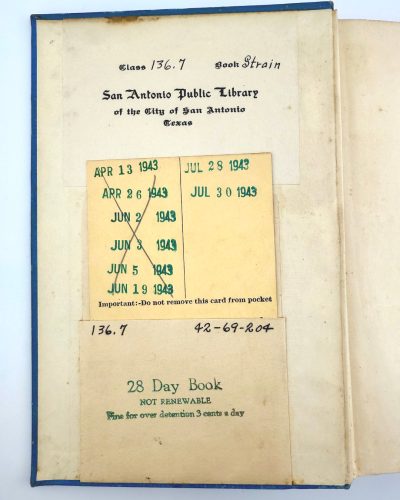 Class 136.7 Book Strain
San Antonio Public Library
of the City of San Antonio
Texas
APR 13 1943 JUL 28 1943
APR 26 1943 JUL 30 1943
JUN 2 1943
JUN 3 1943
JUN 5 1943
JUN 19 1943
Important:-Do not remove this card from pocket
136.7 42-69-204
28 Day Book
NOT RENEWABLE
Fine for over detention 3 cents a day